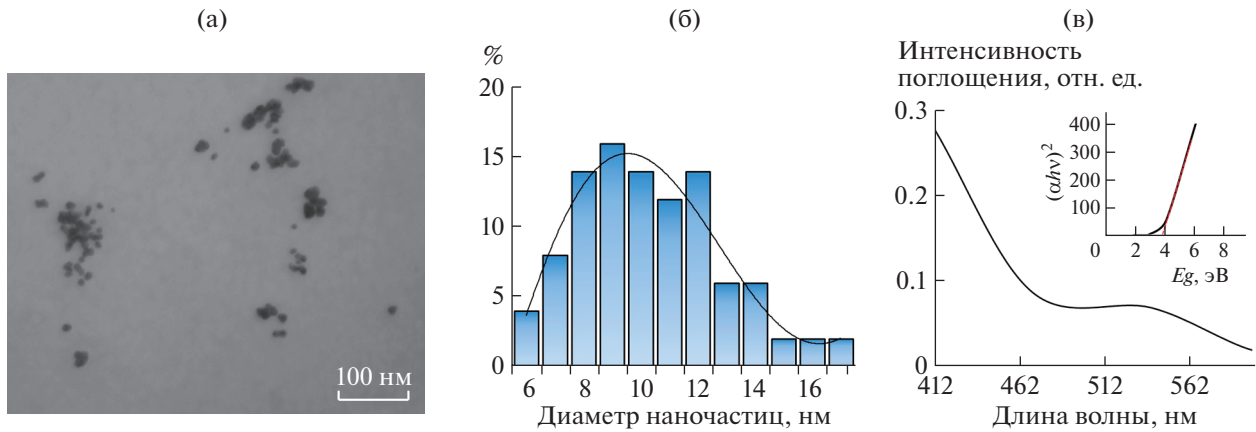 (а)
100 нм
(б)
%
20
15
10
5
0
6 8 10 12 14 16
Диаметр наночастиц, нм
(в)
Интенсивность
поглощения, отн. ед.
0.3
0.2
0.1
0
412 462 512 562
Длина волны, нм
(αhν)²
400
300
200
100
0 2 4 6 8
Eg, эВ